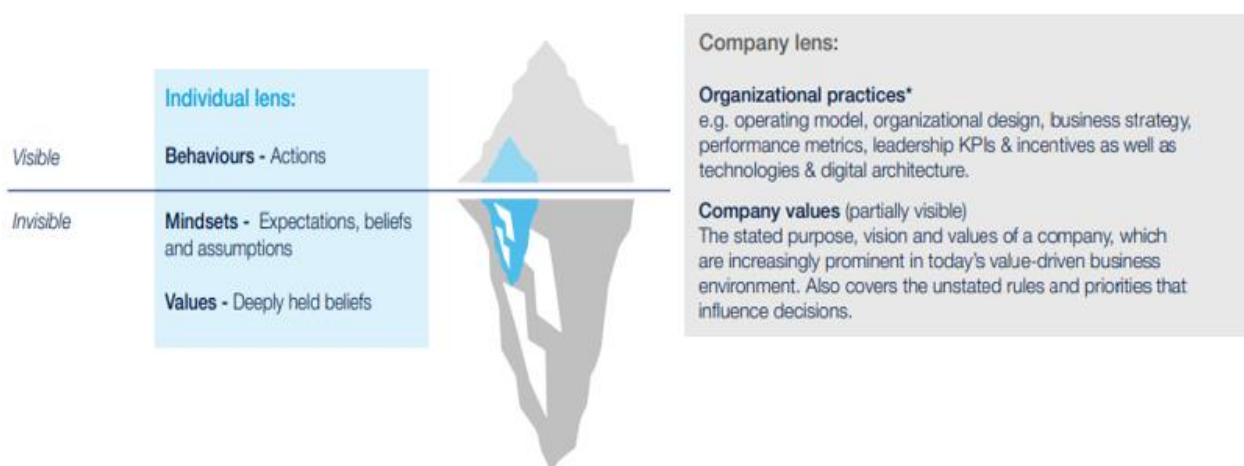 Individual lens:
Visible
Behaviours - Actions
Invisible
Mindsets - Expectations, beliefs
and assumptions
Values - Deeply held beliefs
Company lens:
Organizational practices*
e.g. operating model, organizational design, business strategy,
performance metrics, leadership KPIs & incentives as well as
technologies & digital architecture.
Company values (partially visible)
The stated purpose, vision and values of a company, which
are increasingly prominent in today's value-driven business
environment. Also covers the unstated rules and priorities that
influence decisions.